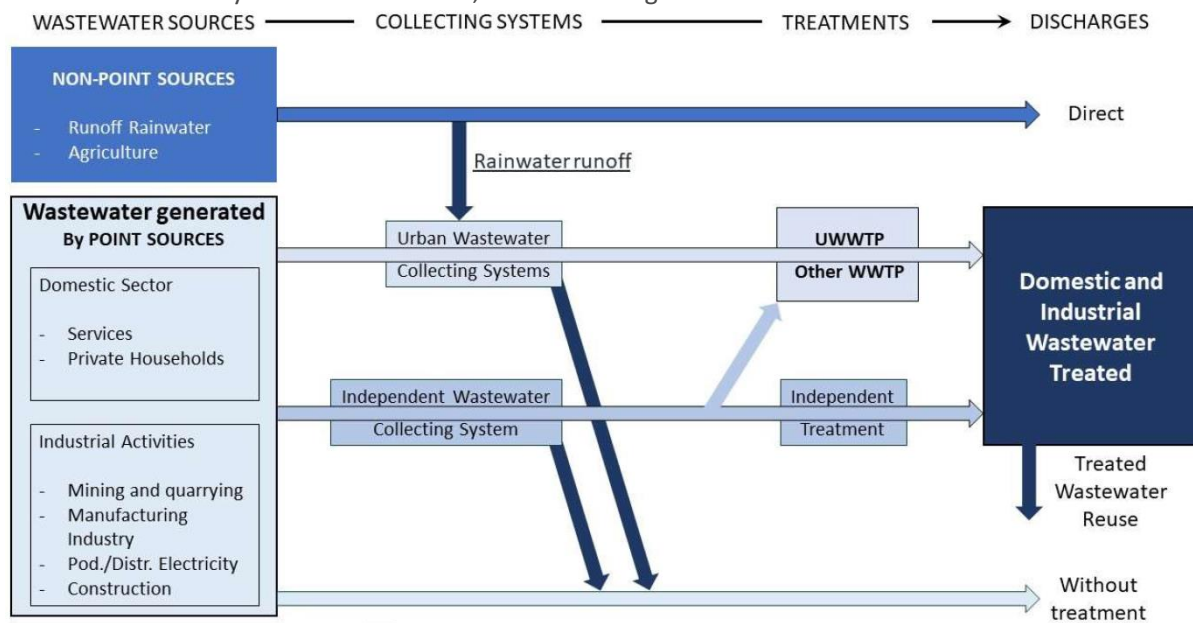 WASTEWATER SOURCES
COLLECTING SYSTEMS
TREATMENTS
DISCHARGES
NON-POINT SOURCES
- Runoff Rainwater
- Agriculture
Direct
Rainwater runoff
Wastewater generated
By POINT SOURCES
Domestic Sector
- Services
- Private Households
Industrial Activities
- Mining and quarrying
- Manufacturing
Industry
- Pod./Distr. Electricity
- Construction
Urban Wastewater
Collecting Systems
UWWTP
Other WWTP
Independent Wastewater
Collecting System
Independent
Treatment
Domestic and
Industrial
Wastewater
Treated
Treated
Wastewater
Reuse
Without
treatment